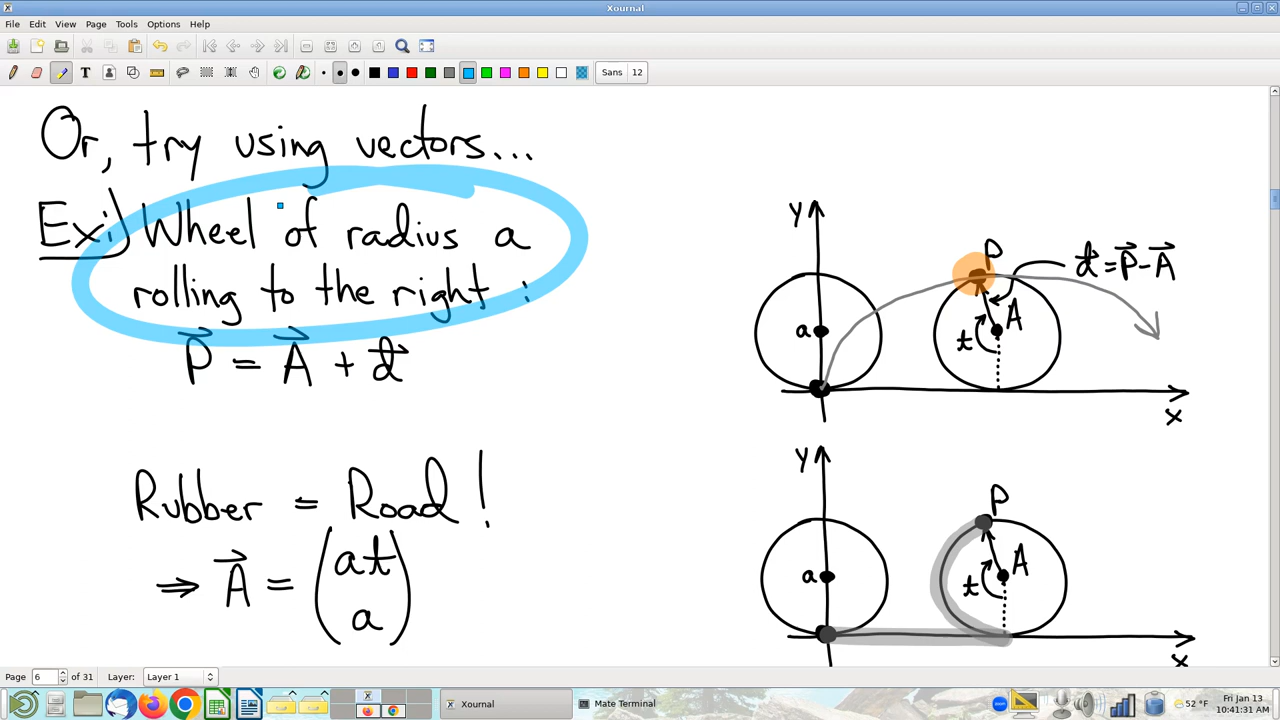 Xournal
File Edit View Page Tools Options Help
Sans 12
Or, try using vectors...
Ex:) Wheel of radius a
rolling to the right :
P = A + d
Rubber = Road!
⇒ A = (at
a)
y
P
d = P - A
a
A
t
x
y
P
a
A
t
x
Page 6 of 31 Layer: Layer 1
Xournal Mate Terminal
zoom
52 °F
Fri Jan 13
10:41:31 AM